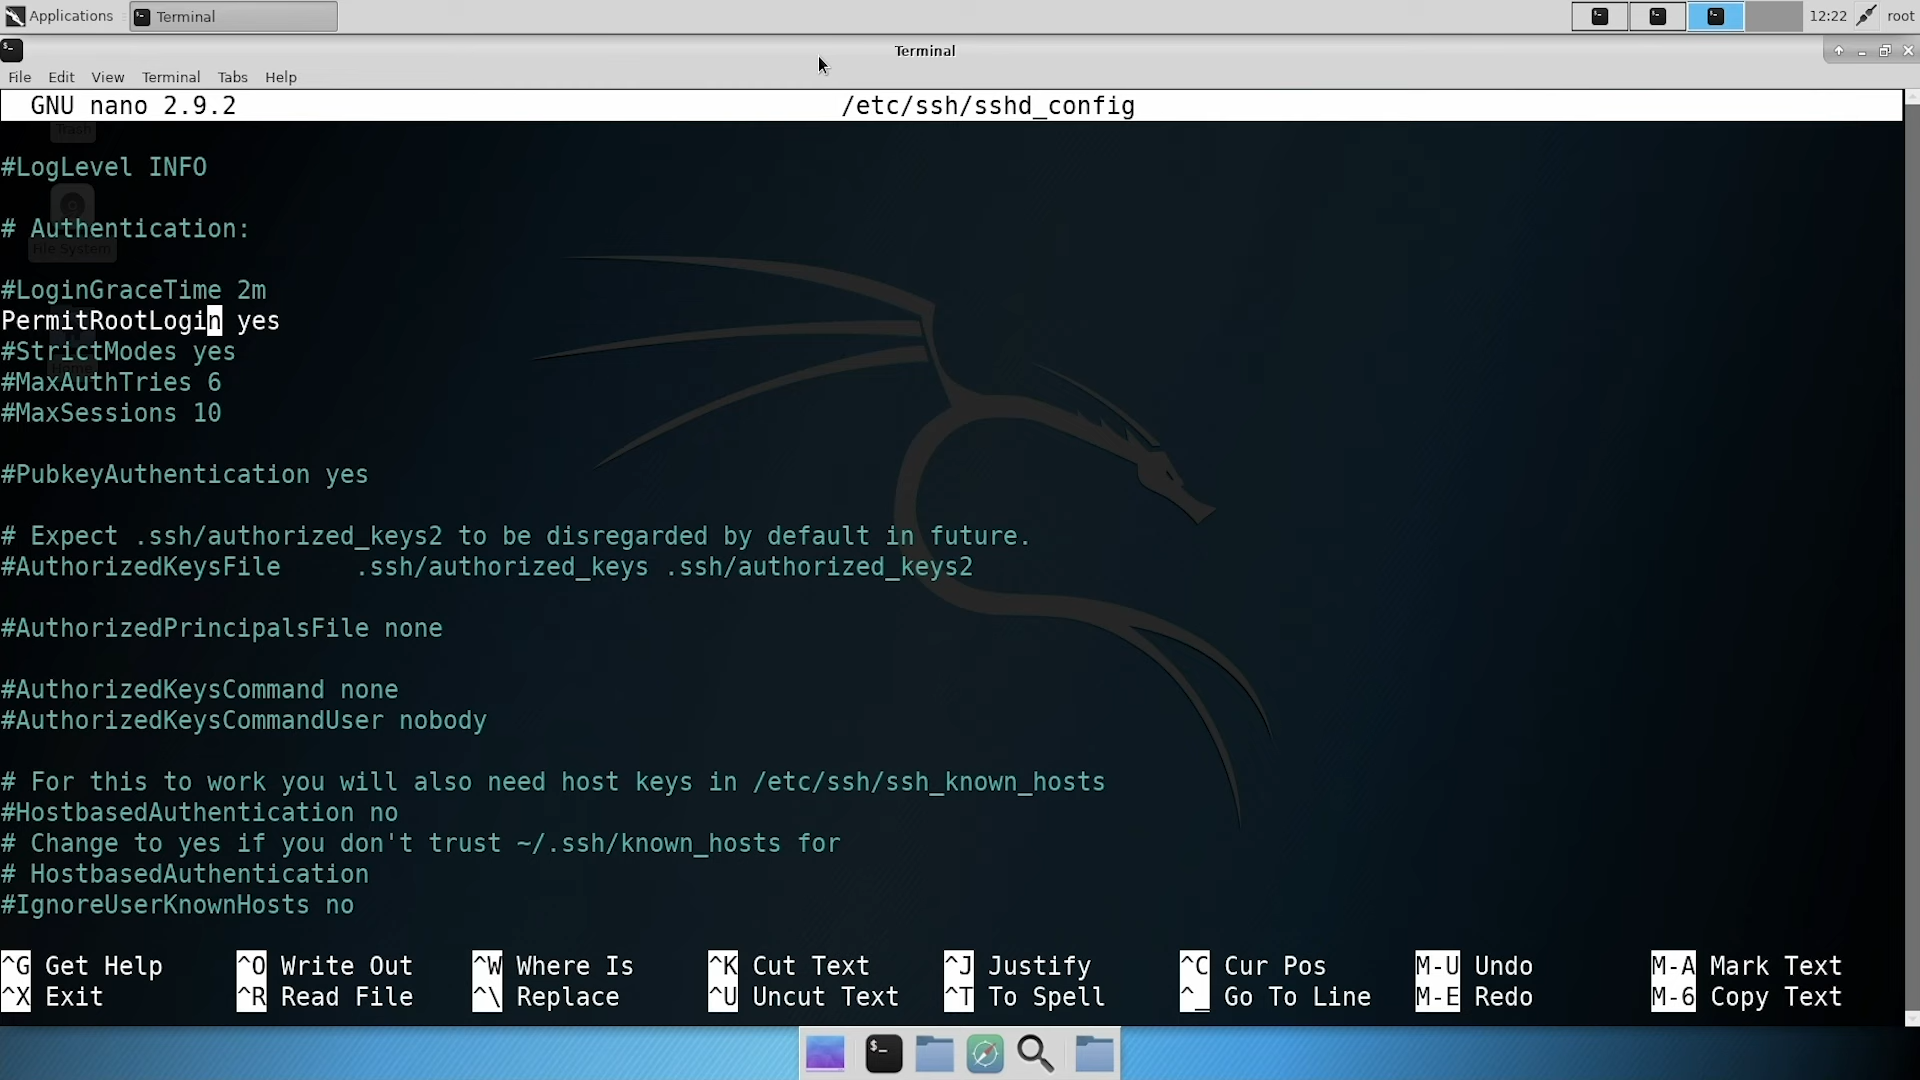 Applications
Terminal
12:22
root
Terminal
File Edit View Terminal Tabs Help
GNU nano 2.9.2 /etc/ssh/sshd_config
Trash
#LogLevel INFO
# Authentication:
File System
#LoginGraceTime 2m
PermitRootLogin yes
#StrictModes yes
Home
#MaxAuthTries 6
#MaxSessions 10
#PubkeyAuthentication yes
# Expect .ssh/authorized_keys2 to be disregarded by default in future.
#AuthorizedKeysFile     .ssh/authorized_keys .ssh/authorized_keys2
#AuthorizedPrincipalsFile none
#AuthorizedKeysCommand none
#AuthorizedKeysCommandUser nobody
# For this to work you will also need host keys in /etc/ssh/ssh_known_hosts
#HostbasedAuthentication no
# Change to yes if you don't trust ~/.ssh/known_hosts for
# HostbasedAuthentication
#IgnoreUserKnownHosts no
^G Get Help ^O Write Out ^W Where Is ^K Cut Text ^J Justify ^C Cur Pos M-U Undo M-A Mark Text
^X Exit ^R Read File ^\ Replace ^U Uncut Text ^T To Spell ^_ Go To Line M-E Redo M-6 Copy Text